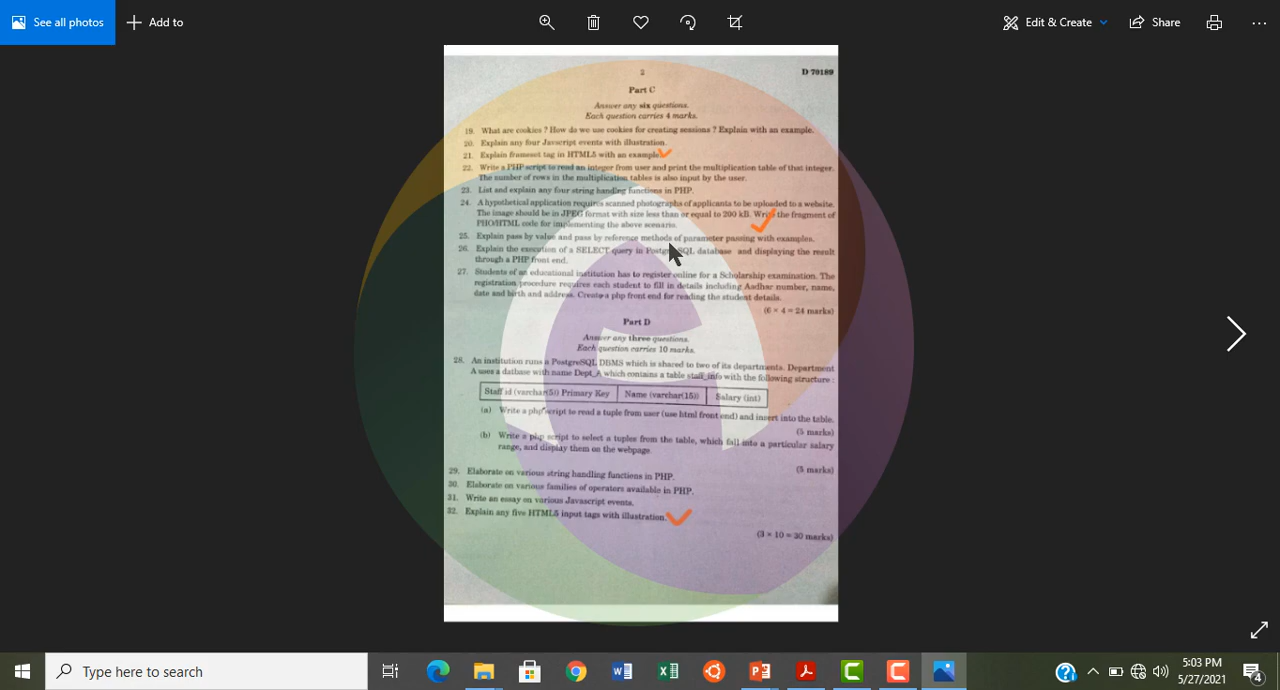 See all photos
Add to
Edit & Create
Share
2
D 70189
Part C
Answer any six questions.
Each question carries 4 marks.
19. What are cookies ? How do we use cookies for creating sessions ? Explain with an example.
20. Explain any four Javscript events with illustration.
21. Explain frameset tag in HTML5 with an example.
22. Write a PHP script to read an integer from user and print the multiplication table of that integer.
The number of rows in the multiplication tables is also input by the user.
23. List and explain any four string handling functions in PHP.
24. A hypothetical application requires scanned photographs of applicants to be uploaded to a website.
The image should be in JPEG format with size less than or equal to 200 kB. Write the fragment of
PHO/HTML code for implementing the above scenario.
25. Explain pass by value and pass by reference methods of parameter passing with examples.
26. Explain the execution of a SELECT query in PostgreSQL database and displaying the result
through a PHP front end.
27. Students of an educational institution has to register online for a Scholarship examination. The
registration procedure requires each student to fill in details including Aadhar number, name,
date and birth and address. Create a php front end for reading the student details.
(6 × 4 = 24 marks)
Part D
Answer any three questions.
Each question carries 10 marks.
28. An institution runs a PostgreSQL DBMS which is shared to two of its departments. Department
A uses a datbase with name Dept_A which contains a table staff_info with the following structure :
Staff id (varchar(5)) Primary Key Name (varchar(15)) Salary (int)
(a) Write a php script to read a tuple from user (use html front end) and insert into the table.
(5 marks)
(b) Write a php script to select a tuples from the table, which fall into a particular salary
range, and display them on the webpage.
(5 marks)
29. Elaborate on various string handling functions in PHP.
30. Elaborate on various families of operators available in PHP.
31. Write an essay on various Javascript events.
32. Explain any five HTML5 input tags with illustration.
(3 × 10 = 30 marks)
Type here to search
5:03 PM
5/27/2021
4